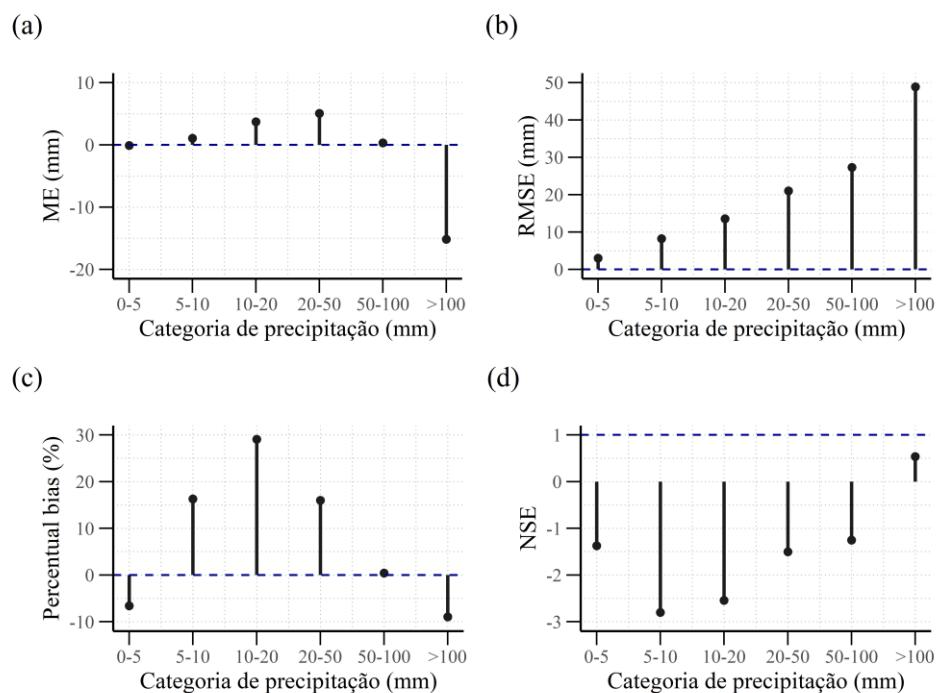 (a)
10
0
-10
-20
ME (mm)
0-5 5-10 10-20 20-50 50-100 >100
Categoria de precipitação (mm)
(b)
50
40
30
20
10
0
RMSE (mm)
0-5 5-10 10-20 20-50 50-100 >100
Categoria de precipitação (mm)
(c)
30
20
10
0
-10
Percentual bias (%)
0-5 5-10 10-20 20-50 50-100 >100
Categoria de precipitação (mm)
(d)
1
0
-1
-2
-3
NSE
0-5 5-10 10-20 20-50 50-100 >100
Categoria de precipitação (mm)